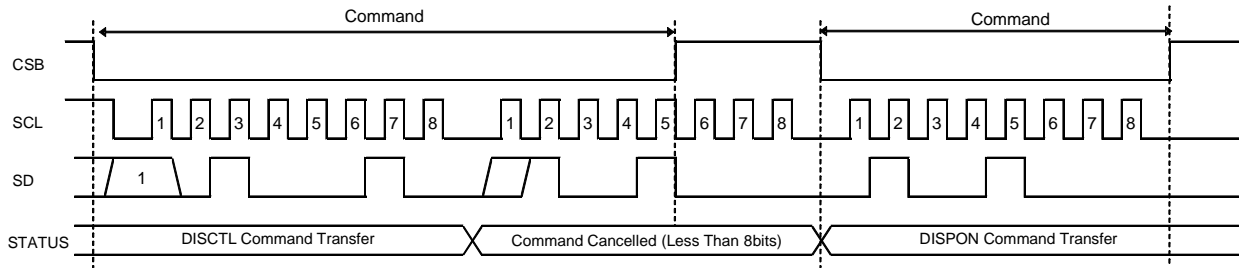 Command Command
CSB
SCL 1 2 3 4 5 6 7 8 1 2 3 4 5 6 7 8 1 2 3 4 5 6 7 8
SD 1
STATUS DISCTL Command Transfer Command Cancelled (Less Than 8bits) DISPON Command Transfer